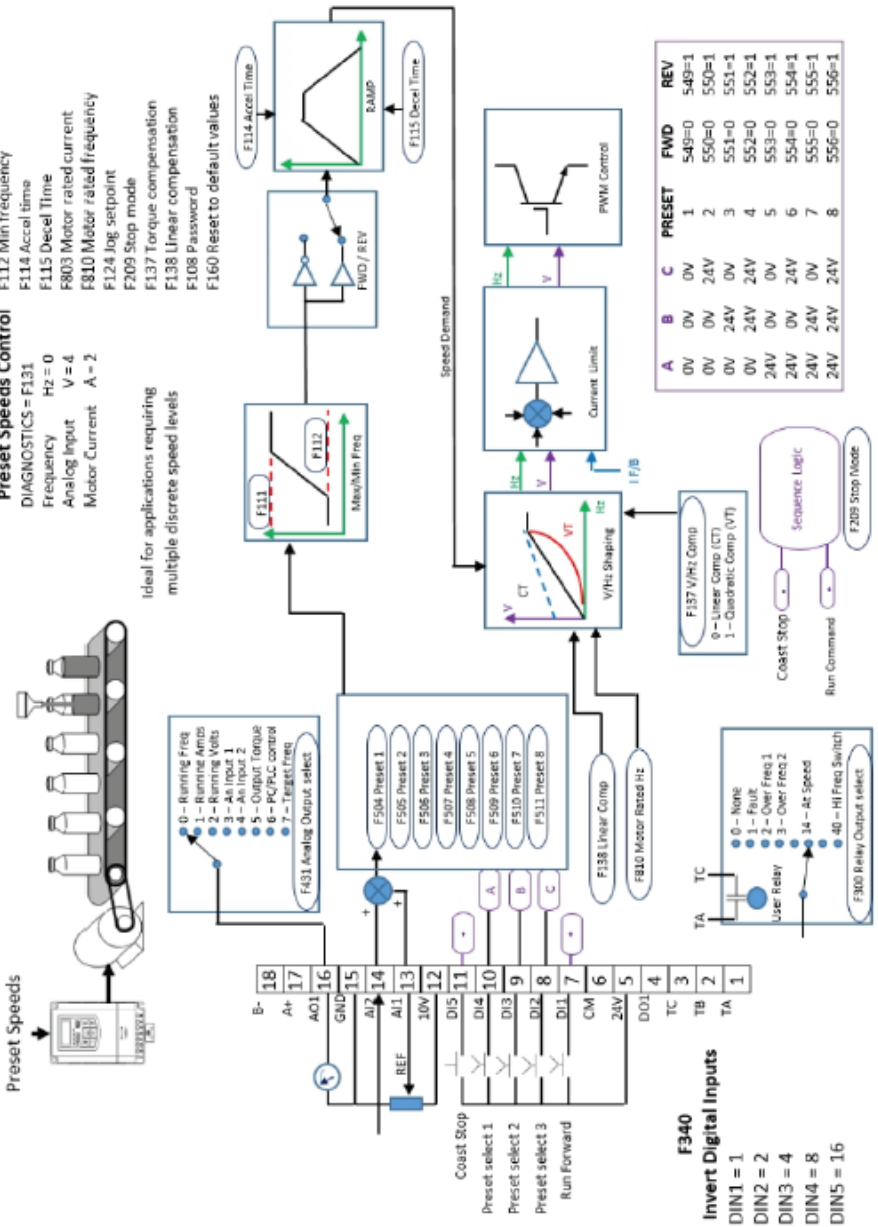 Preset Speeds
Preset Speeds Control
DIAGNOSTICS = F131
Frequency Hz = 0
Analog Input V = 4
Motor Current A – 2
Ideal for applications requiring
multiple discrete speed levels
F112 Min frequency
F114 Accel time
F115 Decel Time
F803 Motor rated current
F810 Motor rated frequency
F124 Jog setpoint
F209 Stop mode
F137 Torque compensation
F138 Linear compensation
F108 Password
F160 Reset to default values
0 – Running Freq
1 – Running Amps
2 – Running Volts
3 – An Input 1
4 – An Input 2
5 – Output Torque
6 – PC/PLC control
7 – Target Freq
F431 Analog Output select
F111
F112
Max/Min Freq
FWD / REV
F114 Accel Time
RAMP
F115 Decel Time
B- 18
A+ 17
AO1 16
GND 15
AI2 14
AI1 13
10V 12
DI5 11
DI4 10
DI3 9
DI2 8
DI1 7
CM 6
24V 5
DO1 4
TC 3
TB 2
TA 1
REF
+
+
Coast Stop
Preset select 1
Preset select 2
Preset select 3
Run Forward
A
B
C
F504 Preset 1
F505 Preset 2
F506 Preset 3
F507 Preset 4
F508 Preset 5
F509 Preset 6
F510 Preset 7
F511 Preset 8
Speed Demand
F138 Linear Comp
F810 Motor Rated Hz
V
CT
VT
Hz
V/Hz Shaping
Hz
V
I F/B
Current Limit
Hz
V
PWM Control
F137 V/Hz Comp
0 – Linear Comp (CT)
1 – Quadratic Comp (VT)
F340
Invert Digital Inputs
DIN1 = 1
DIN2 = 2
DIN3 = 4
DIN4 = 8
DIN5 = 16
TA TC
User Relay
0 – None
1 – Fault
2 – Over Freq 1
3 – Over Freq 2
14 – At Speed
40 – Hi Freq Switch
F300 Relay Output select
Coast Stop
Run Command
Sequence Logic
F209 Stop Mode
A B C PRESET FWD REV
0V 0V 0V 1 549=0 549=1
0V 0V 24V 2 550=0 550=1
0V 24V 0V 3 551=0 551=1
0V 24V 24V 4 552=0 552=1
24V 0V 0V 5 553=0 553=1
24V 0V 24V 6 554=0 554=1
24V 24V 0V 7 555=0 555=1
24V 24V 24V 8 556=0 556=1